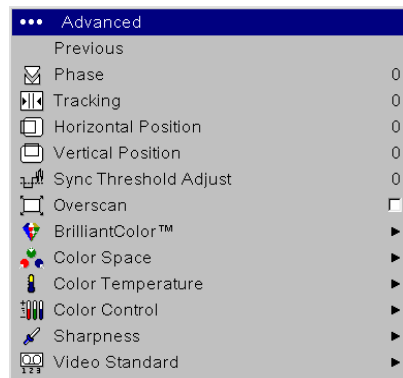 ••• Advanced
Previous
Phase 0
Tracking 0
Horizontal Position 0
Vertical Position 0
Sync Threshold Adjust 0
Overscan
BrilliantColor™
Color Space
Color Temperature
Color Control
Sharpness
Video Standard